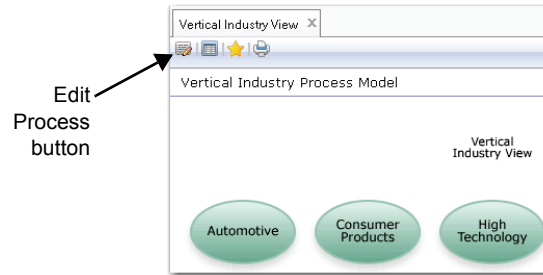 Vertical Industry View
Edit
Process
button
Vertical Industry Process Model
Vertical
Industry View
Automotive
Consumer
Products
High
Technology